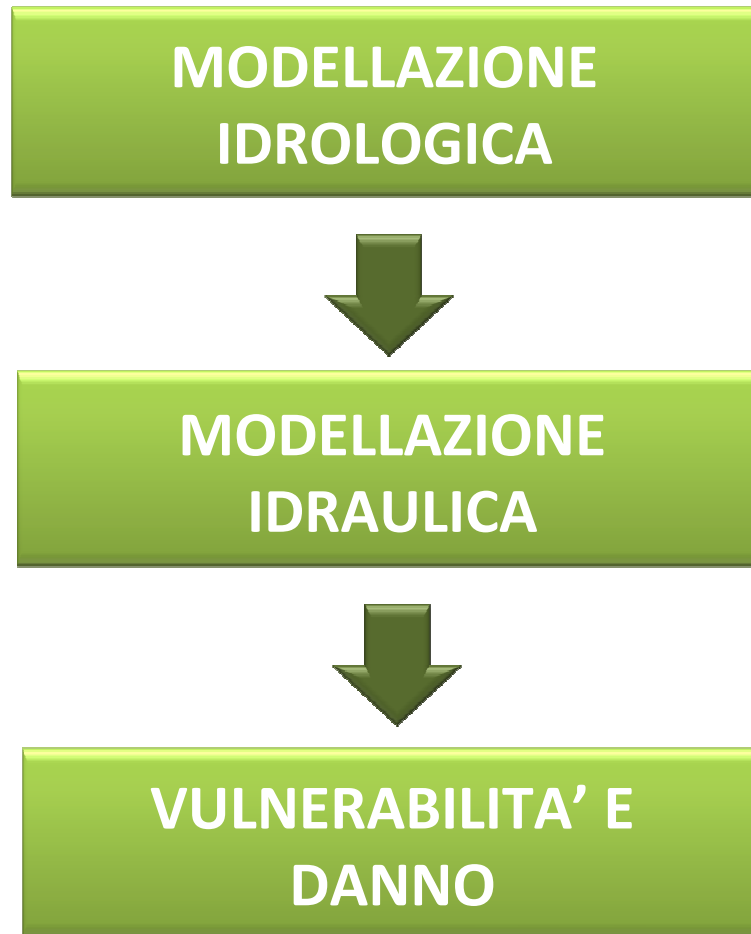 MODELLAZIONE
IDROLOGICA
MODELLAZIONE
IDRAULICA
VULNERABILITA’ E
DANNO